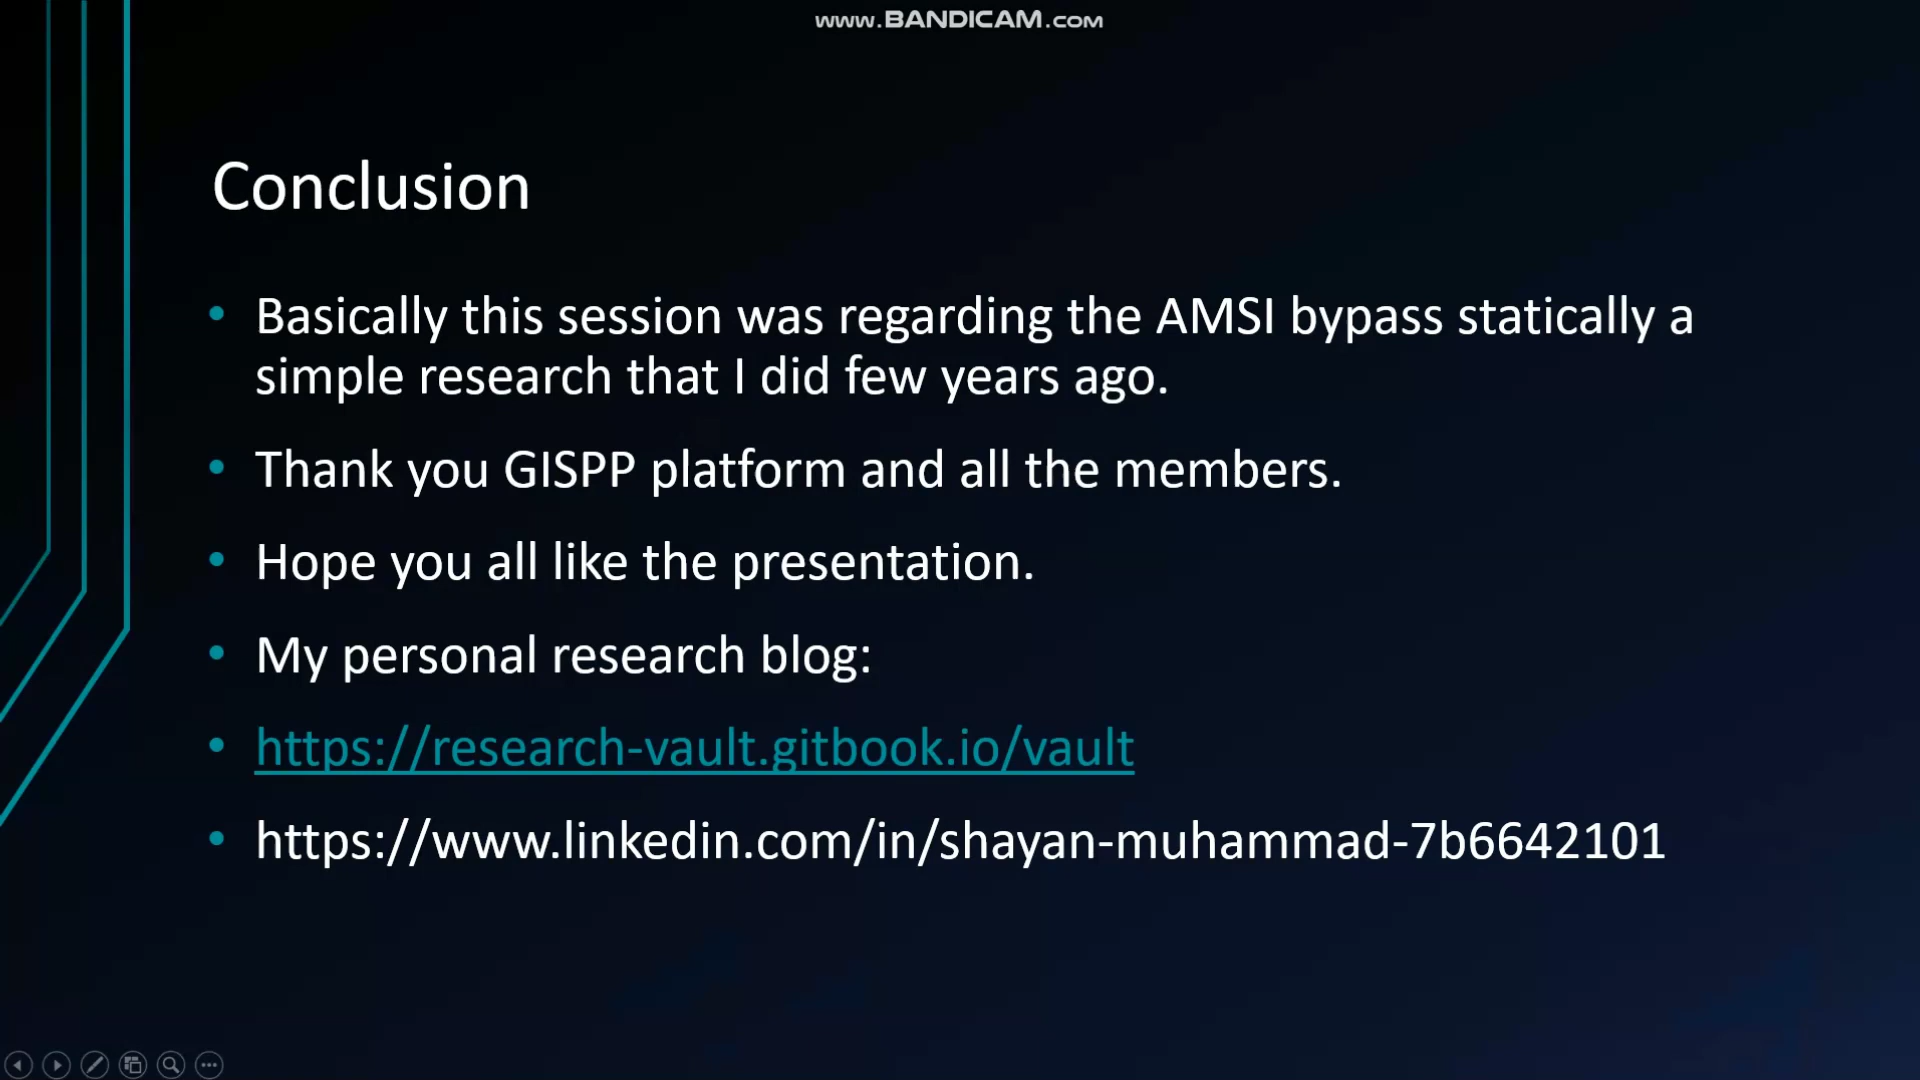 www.BANDICAM.com
Conclusion
• Basically this session was regarding the AMSI bypass statically a
simple research that I did few years ago.
• Thank you GISPP platform and all the members.
• Hope you all like the presentation.
• My personal research blog:
• https://research-vault.gitbook.io/vault
• https://www.linkedin.com/in/shayan-muhammad-7b6642101